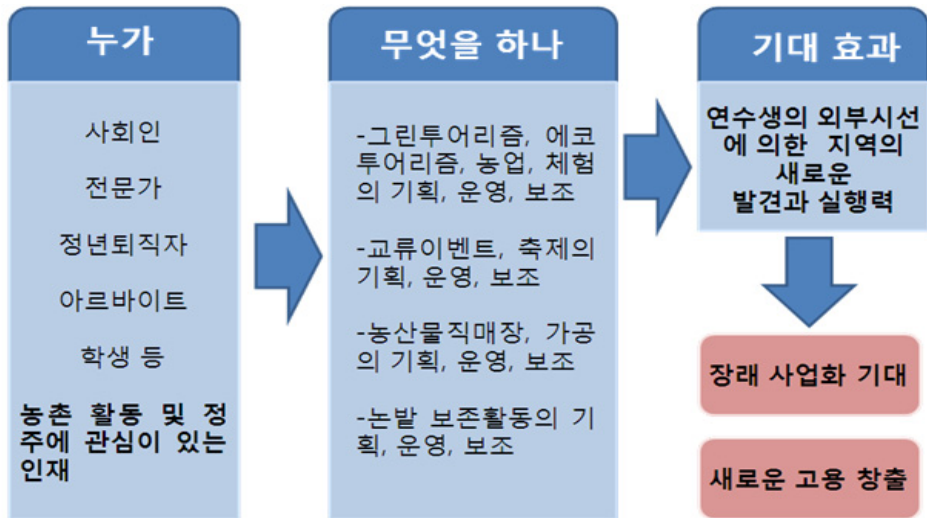 누가
사회인
전문가
정년퇴직자
아르바이트
학생 등
농촌 활동 및 정
주에 관심이 있는
인재
무엇을 하나
-그린투어리즘, 에코
투어리즘, 농업, 체험
의 기획, 운영, 보조
-교류이벤트, 축제의
기획, 운영, 보조
-농산물직매장, 가공
의 기획, 운영, 보조
-논밭 보존활동의 기
획, 운영, 보조
기대 효과
연수생의 외부시선
에 의한 지역의
새로운
발견과 실행력
장래 사업화 기대
새로운 고용 창출